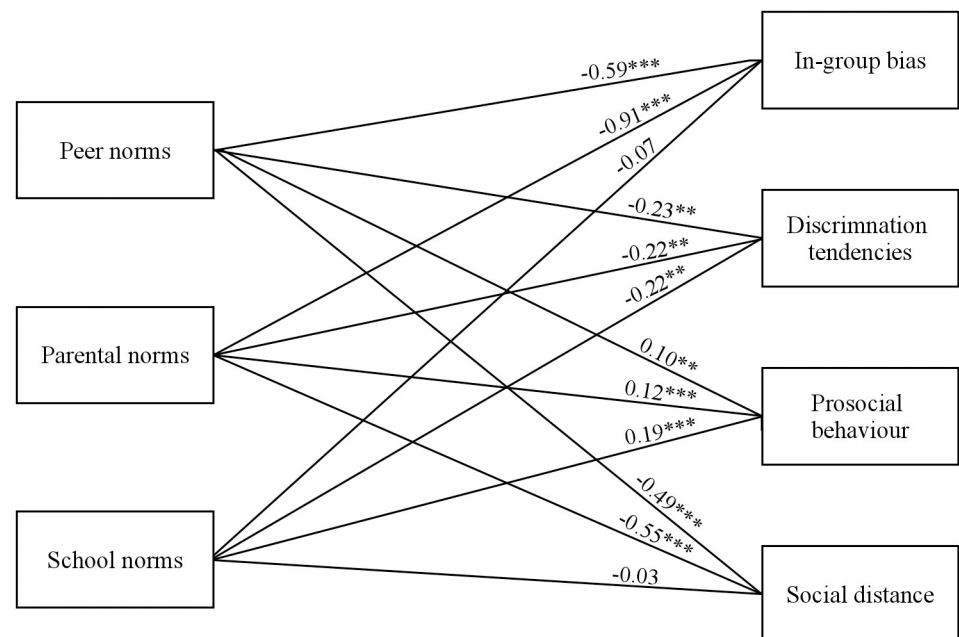 In-group bias
-0.59***
-0.91***
Peer norms
-0.07
-0.23**
Discrimnation
tendencies
-0.22**
-0.22**
Parental norms
0.10**
0.12***
Prosocial
behaviour
0.19***
-0.49***
-0.55***
School norms
-0.03
Social distance